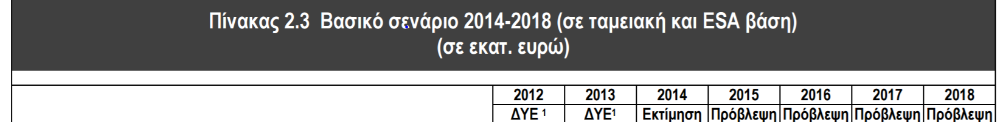 Πίνακας 2.3 Βασικό σενάριο 2014-2018 (σε ταμειακή και ESA βάση)
(σε εκατ. ευρώ)
2012 2013 2014 2015 2016 2017 2018
ΔΥΕ ¹ ΔΥΕ¹ Εκτίμηση Πρόβλεψη Πρόβλεψη Πρόβλεψη Πρόβλεψη